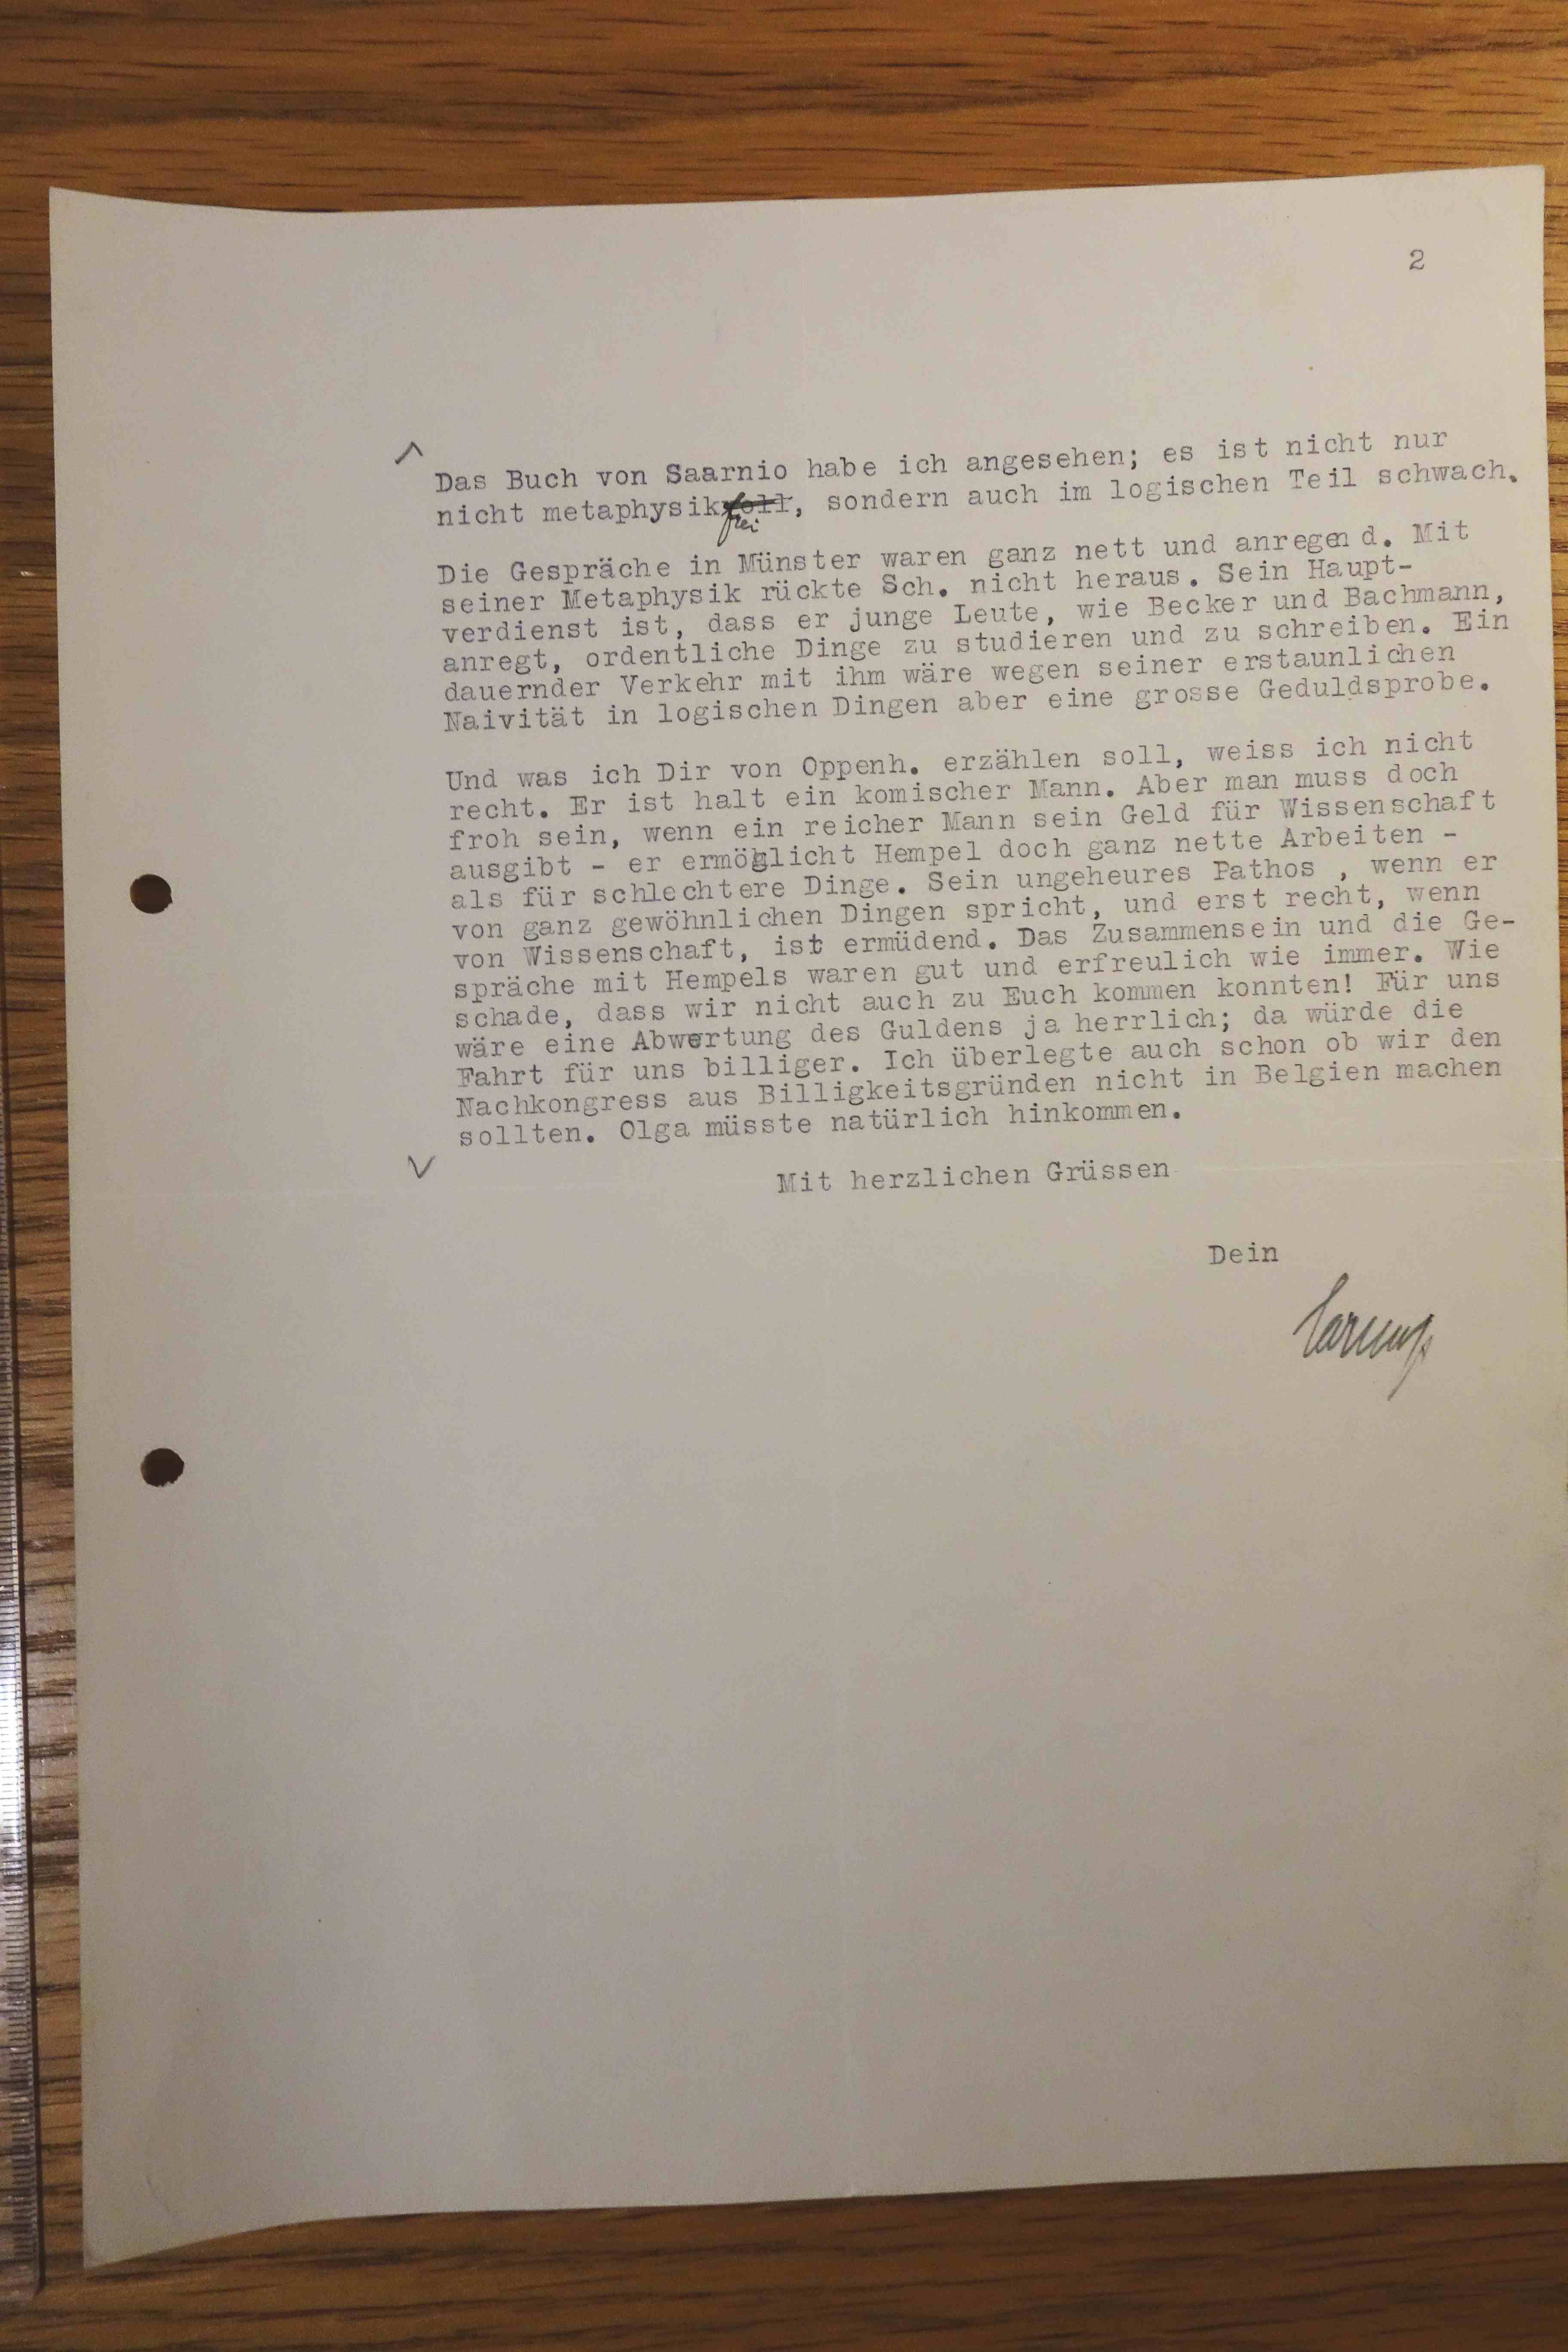 2
Das Buch von Saarnio habe ich angesehen; es ist nicht nur
nicht metaphysikvoll, sondern auch im logischen Teil schwach.
frei
Die Gespräche in Münster waren ganz nett und anregend. Mit
seiner Metaphysik rückte Sch. nicht heraus. Sein Haupt-
verdienst ist, dass er junge Leute, wie Becker und Bachmann,
anregt, ordentliche Dinge zu studieren und zu schreiben. Ein
dauernder Verkehr mit ihm wäre wegen seiner erstaunlichen
Naivität in logischen Dingen aber eine grosse Geduldsprobe.
Und was ich Dir von Oppenh. erzählen soll, weiss ich nicht
recht. Er ist halt ein komischer Mann. Aber man muss doch
froh sein, wenn ein reicher Mann sein Geld für Wissenschaft
ausgibt - er ermöglicht Hempel doch ganz nette Arbeiten -
als für schlechtere Dinge. Sein ungeheures Pathos , wenn er
von ganz gewöhnlichen Dingen spricht, und erst recht, wenn
von Wissenschaft, ist ermüdend. Das Zusammensein und die Ge-
spräche mit Hempels waren gut und erfreulich wie immer. Wie
schade, dass wir nicht auch zu Euch kommen konnten! Für uns
wäre eine Abwertung des Guldens ja herrlich; da würde die
Fahrt für uns billiger. Ich überlegte auch schon ob wir den
Nachkongress aus Billigkeitsgründen nicht in Belgien machen
sollten. Olga müsste natürlich hinkommen.
Mit herzlichen Grüssen
Dein
Carnap